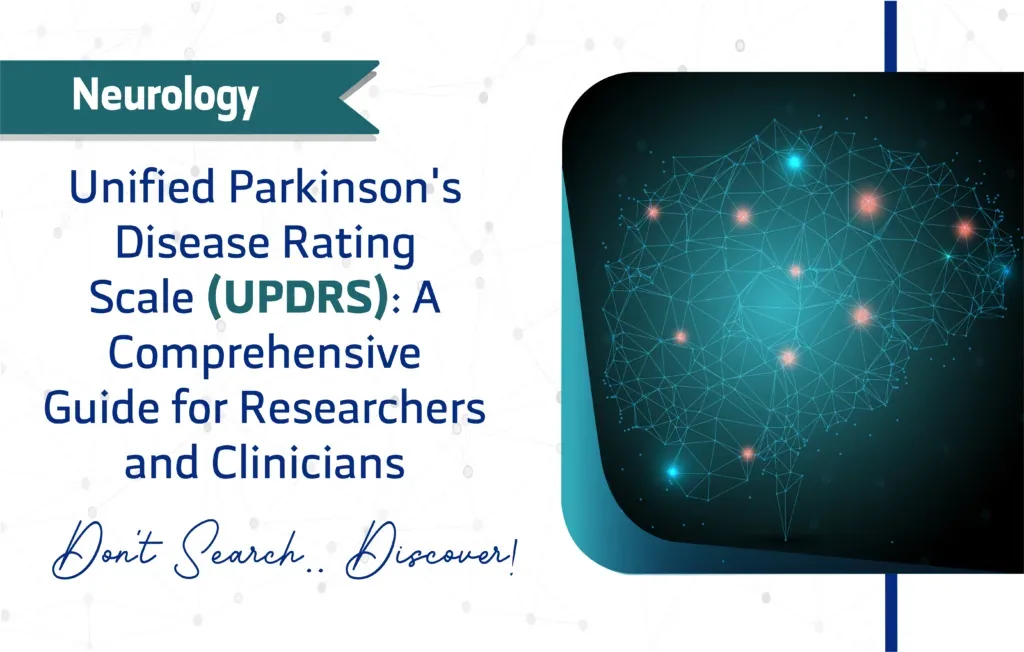 Neurology
Unified Parkinson's
Disease Rating
Scale (UPDRS): A
Comprehensive
Guide for Researchers
and Clinicians
Don't Search.. Discover!